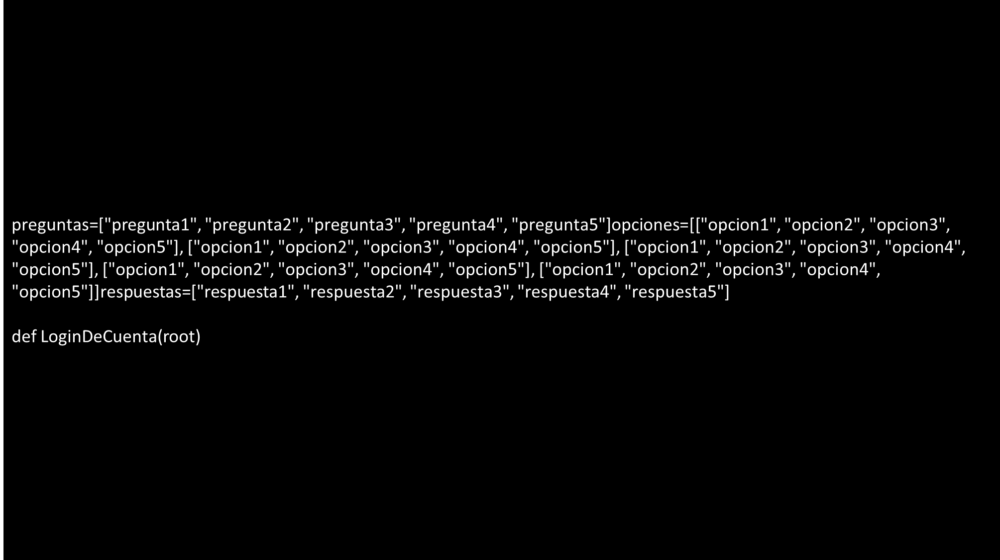 preguntas=["pregunta1", "pregunta2", "pregunta3", "pregunta4", "pregunta5"]opciones=[["opcion1", "opcion2", "opcion3",
"opcion4", "opcion5"], ["opcion1", "opcion2", "opcion3", "opcion4", "opcion5"], ["opcion1", "opcion2", "opcion3", "opcion4",
"opcion5"], ["opcion1", "opcion2", "opcion3", "opcion4", "opcion5"], ["opcion1", "opcion2", "opcion3", "opcion4",
"opcion5"]]respuestas=["respuesta1", "respuesta2", "respuesta3", "respuesta4", "respuesta5"]
def LoginDeCuenta(root)